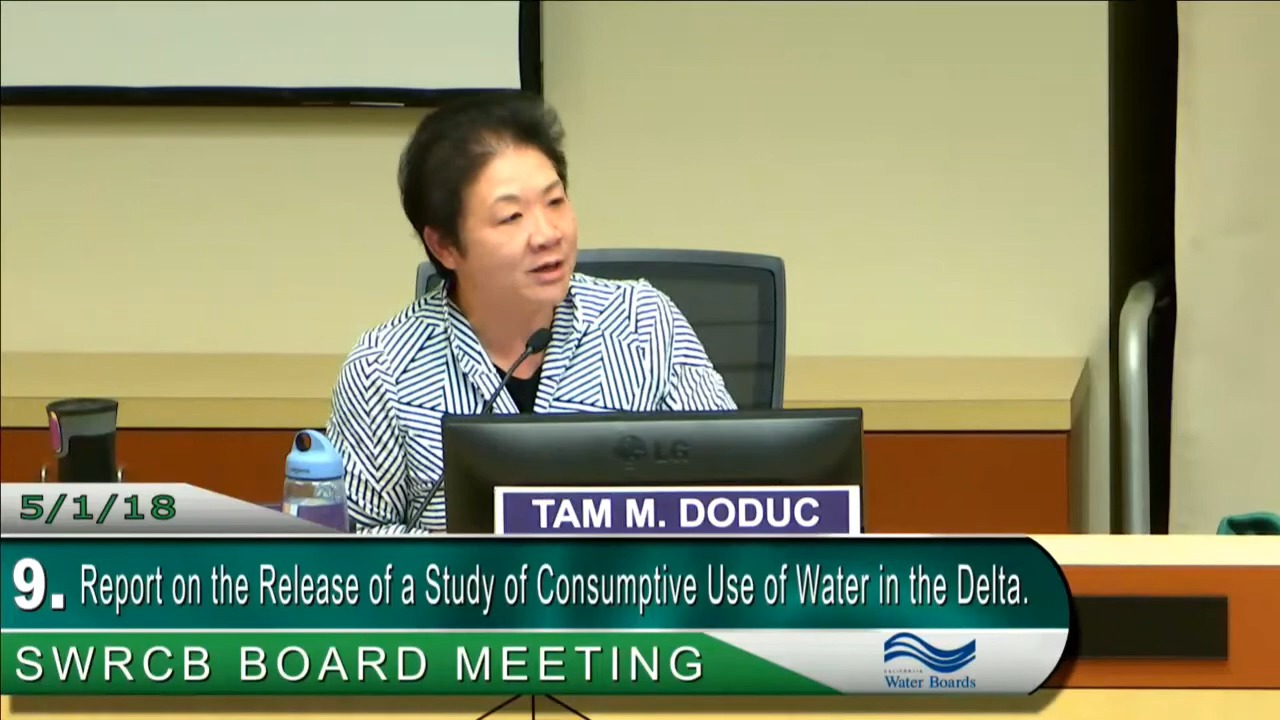 LG
TAM M. DODUC
5/1/18
9. Report on the Release of a Study of Consumptive Use of Water in the Delta.
SWRCB BOARD MEETING
CALIFORNIA
Water Boards